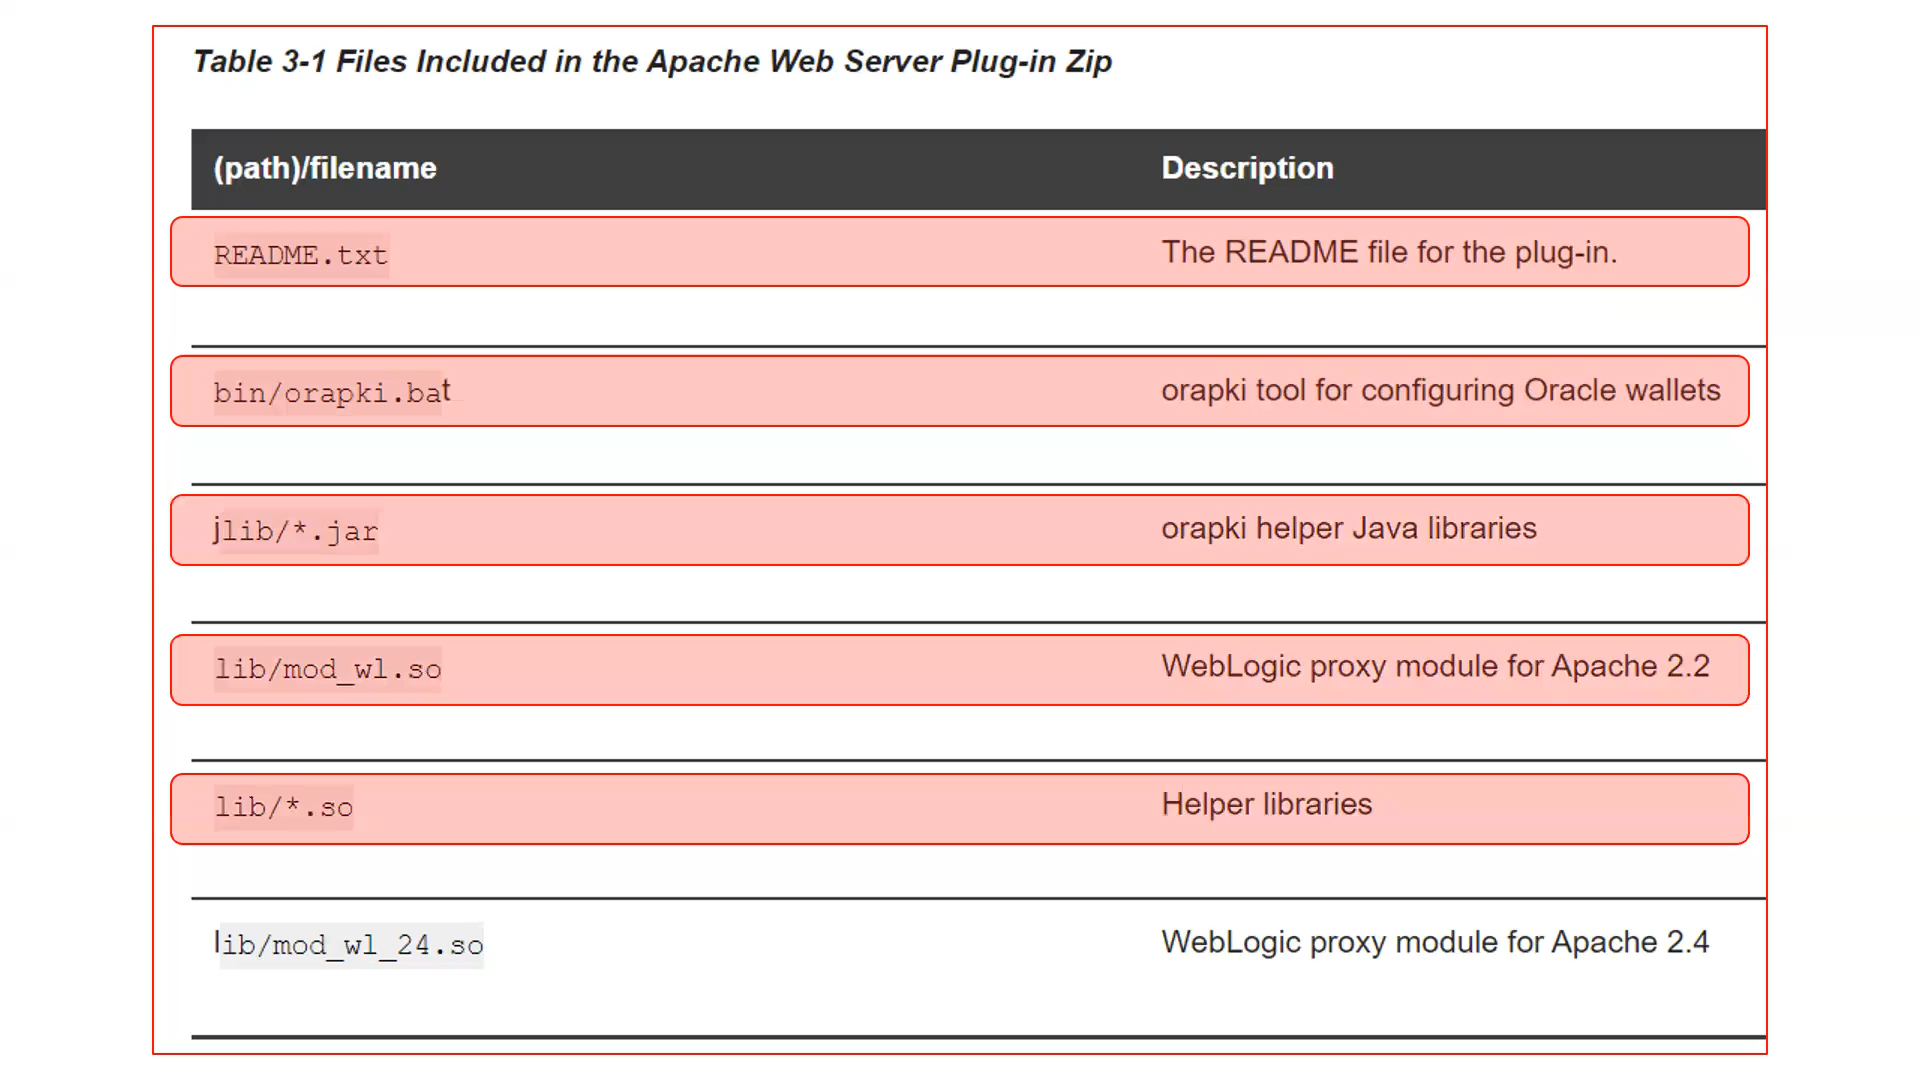 Table 3-1 Files Included in the Apache Web Server Plug-in Zip
(path)/filename Description
README.txt The README file for the plug-in.
bin/orapki.bat orapki tool for configuring Oracle wallets
jlib/*.jar orapki helper Java libraries
lib/mod_wl.so WebLogic proxy module for Apache 2.2
lib/*.so Helper libraries
lib/mod_wl_24.so WebLogic proxy module for Apache 2.4